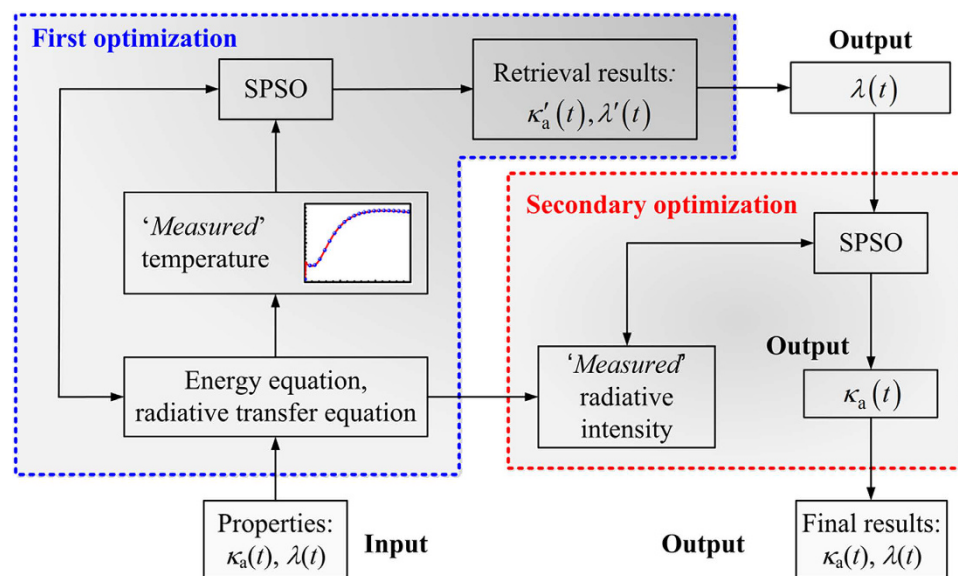 First optimization
SPSO
Retrieval results:
κ′a(t), λ′(t)
Output
λ(t)
'Measured'
temperature
Secondary optimization
SPSO
Energy equation,
radiative transfer equation
'Measured'
radiative
intensity
Output
κa(t)
Properties:
κa(t), λ(t)
Input
Output
Final results:
κa(t), λ(t)